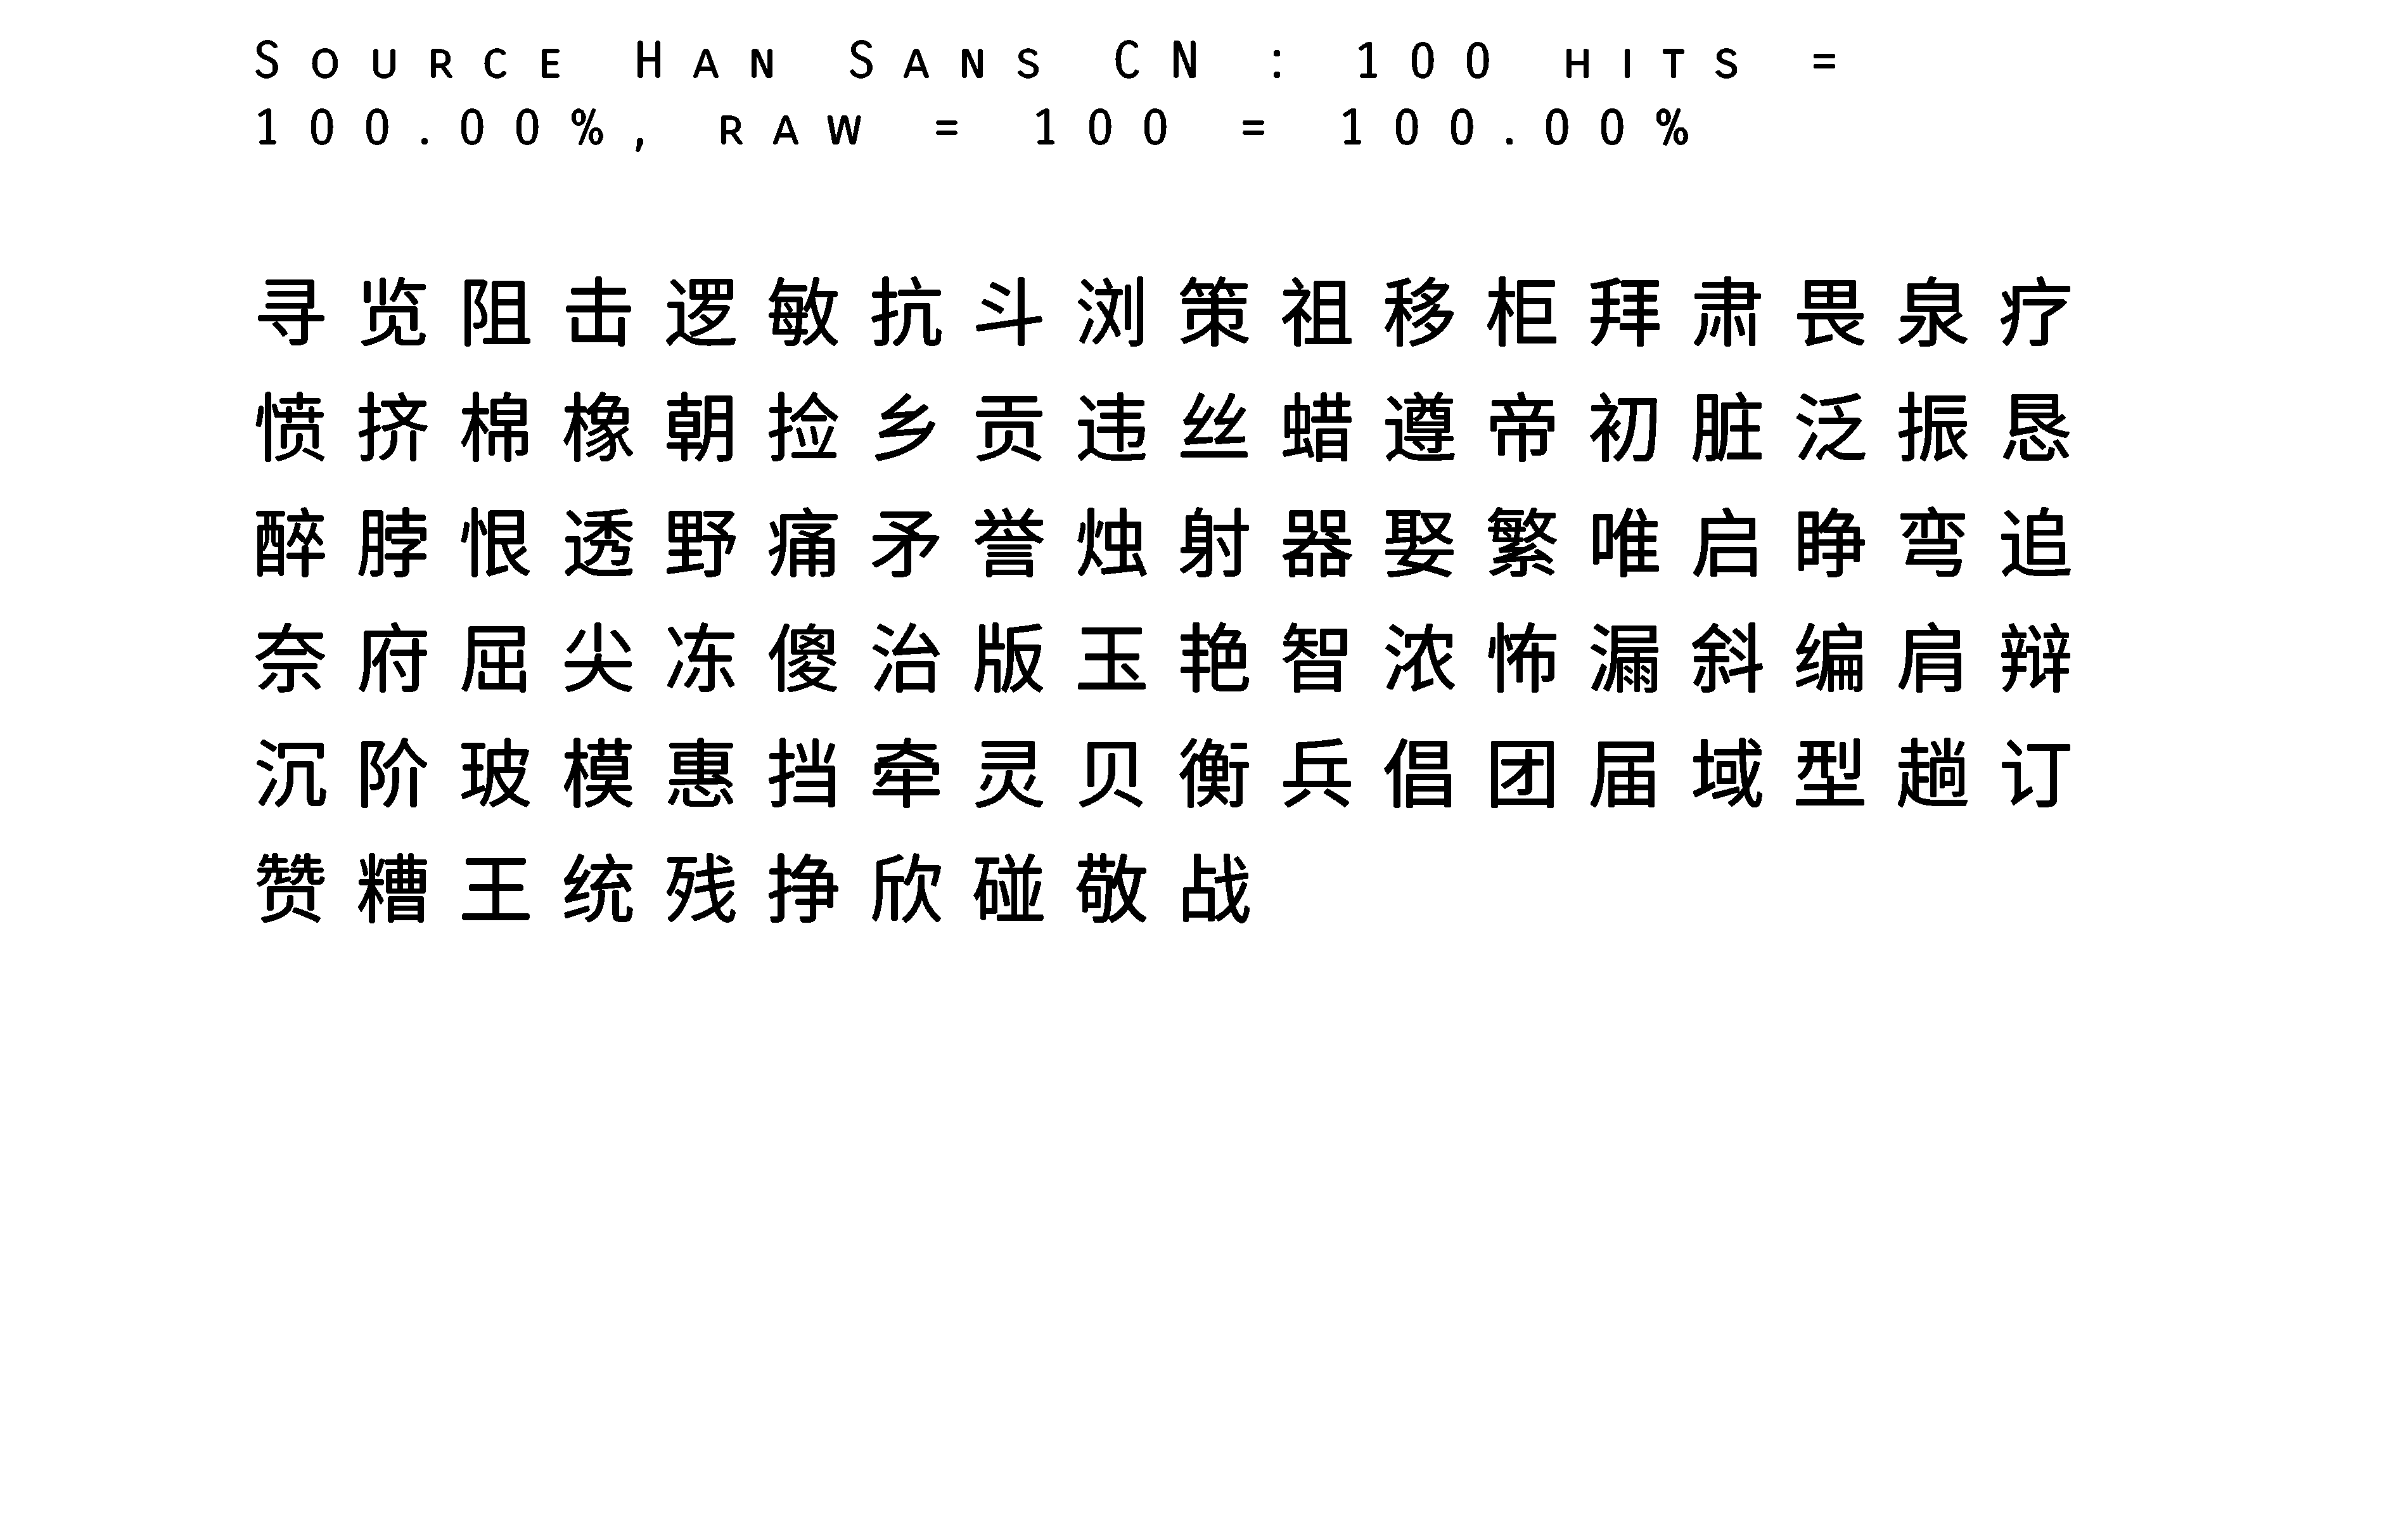 Source Han Sans CN : 100 hits =
100.00%, raw = 100 = 100.00%
寻览阻击逻敏抗斗浏策祖移柜拜肃畏泉疗
愤挤棉橡朝捡乡贡违丝蜡遵帝初脏泛振恳
醉脖恨透野痛矛誉烛射器娶繁唯启睁弯追
奈府屈尖冻傻治版玉艳智浓怖漏斜编肩辩
沉阶玻模惠挡牵灵贝衡兵倡团届域型趟订
赞糟王统残挣欣碰敬战